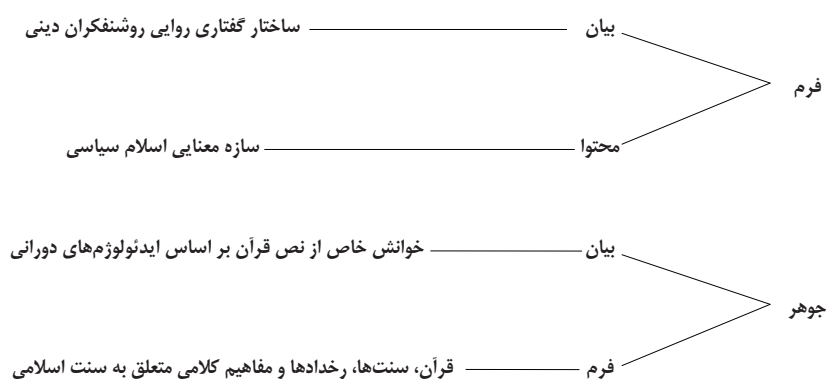 بیان ساختار گفتاری روایی روشنفکران دینی
فرم
محتوا سازه معنایی اسلام سیاسی
بیان خوانش خاص از نص قرآن بر اساس ایدئولوژم‌های دورانی
جوهر
فرم قرآن، سنت‌ها، رخدادها و مفاهیم کلامی متعلق به سنت اسلامی